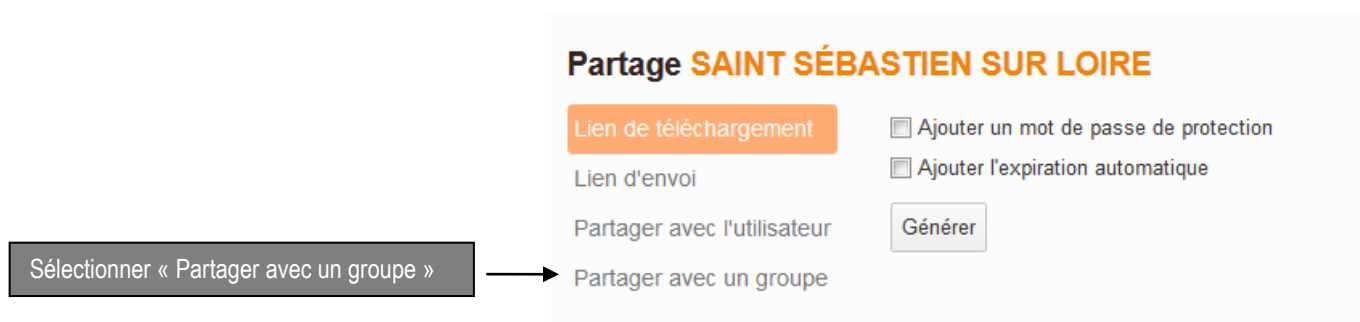 Partage SAINT SÉBASTIEN SUR LOIRE
Lien de téléchargement
Ajouter un mot de passe de protection
Ajouter l'expiration automatique
Lien d'envoi
Partager avec l'utilisateur
Générer
Sélectionner « Partager avec un groupe »
Partager avec un groupe